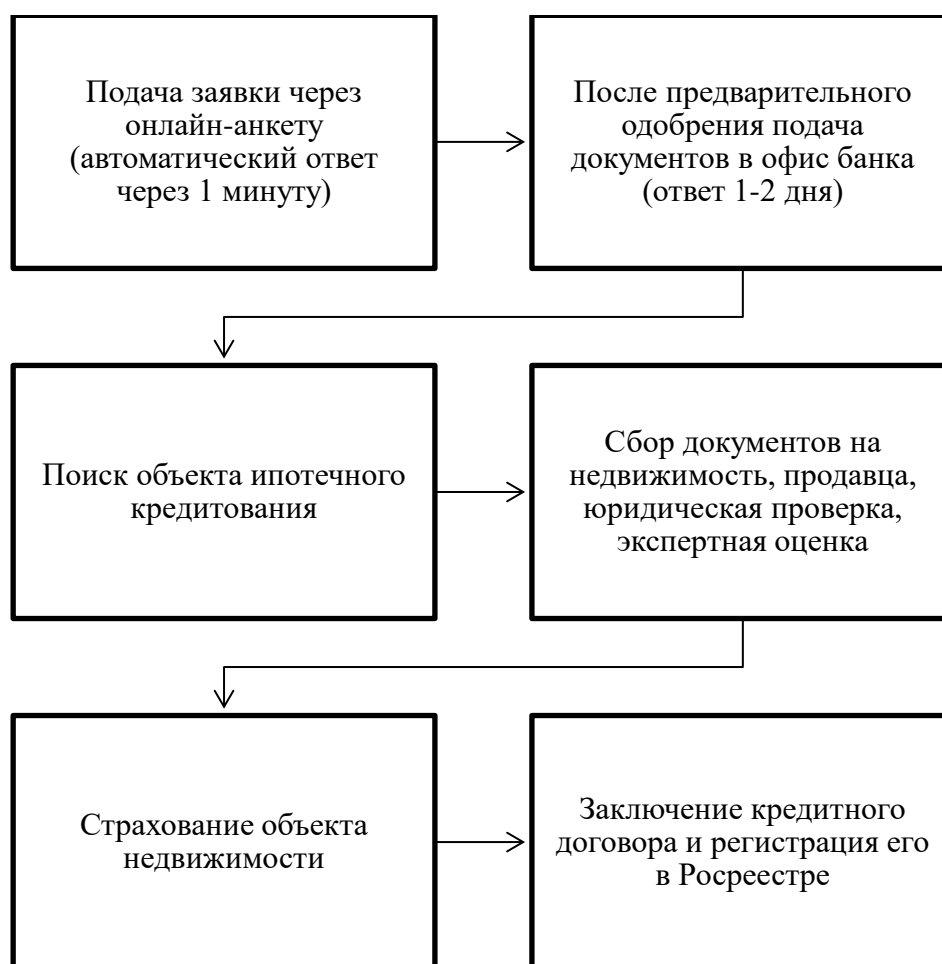 Подача заявки через
онлайн-анкету
(автоматический ответ
через 1 минуту)
После предварительного
одобрения подача
документов в офис банка
(ответ 1-2 дня)
Поиск объекта ипотечного
кредитования
Сбор документов на
недвижимость, продавца,
юридическая проверка,
экспертная оценка
Страхование объекта
недвижимости
Заключение кредитного
договора и регистрация его
в Росреестре